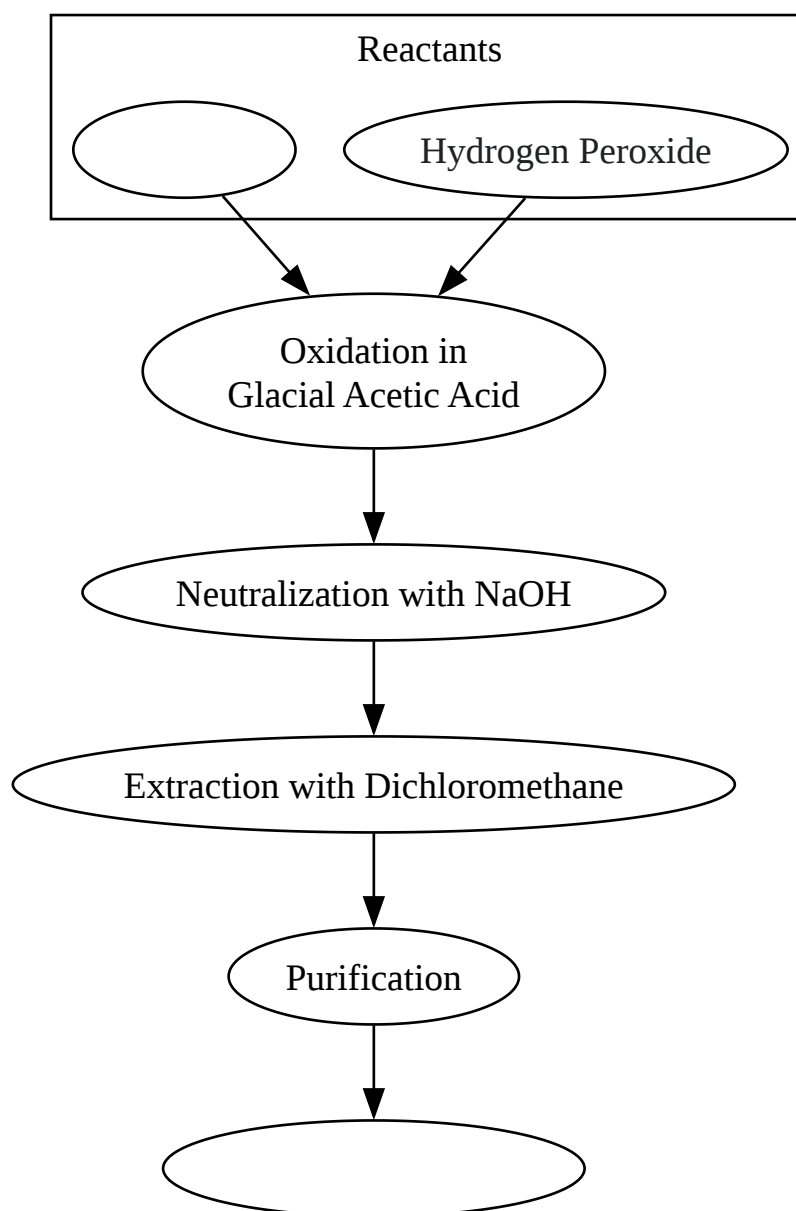 Reactants
Hydrogen Peroxide
Oxidation in
Glacial Acetic Acid
Neutralization with NaOH
Extraction with Dichloromethane
Purification